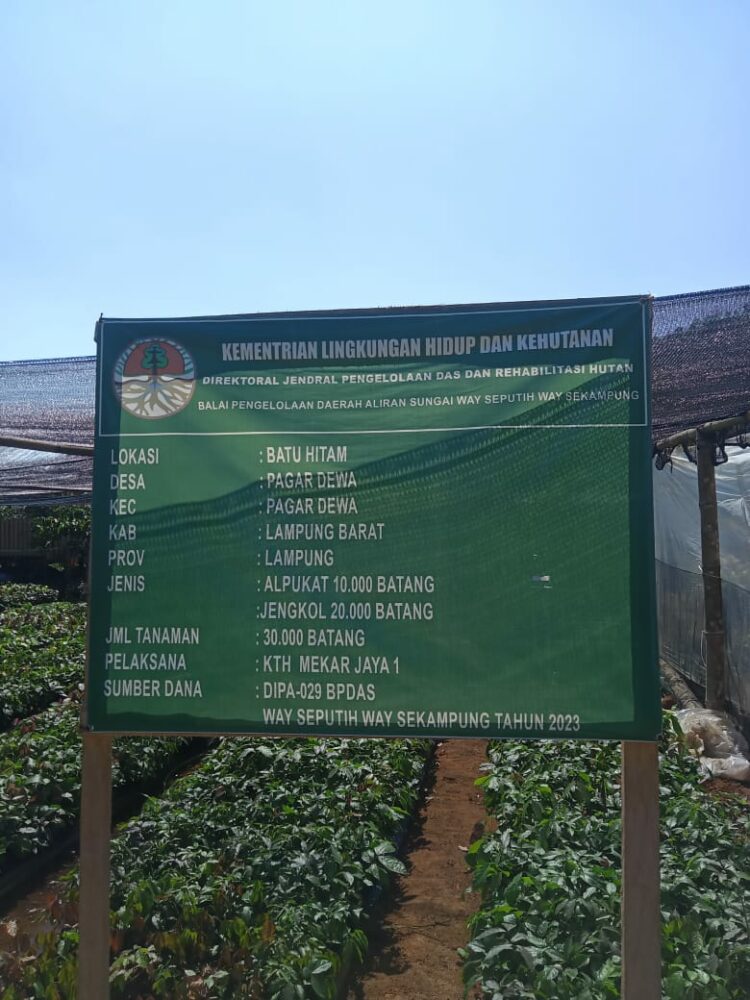 KEMENTRIAN LINGKUNGAN HIDUP DAN KEHUTANAN
DIREKTORAL JENDRAL PENGELOLAAN DAS DAN REHABILITASI HUTAN
BALAI PENGELOLAAN DAERAH ALIRAN SUNGAI WAY SEPUTIH WAY SEKAMPUNG
LOKASI : BATU HITAM
DESA : PAGAR DEWA
KEC : PAGAR DEWA
KAB : LAMPUNG BARAT
PROV : LAMPUNG
JENIS : ALPUKAT 10.000 BATANG
:JENGKOL 20.000 BATANG
JML TANAMAN : 30.000 BATANG
PELAKSANA : KTH MEKAR JAYA 1
SUMBER DANA : DIPA-029 BPDAS
WAY SEPUTIH WAY SEKAMPUNG TAHUN 2023